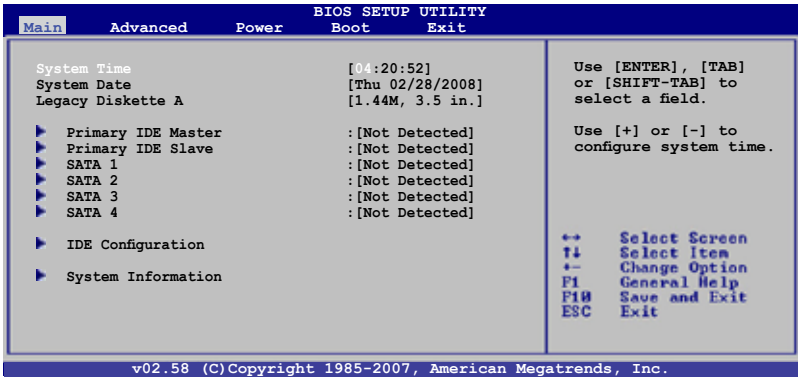 BIOS SETUP UTILITY
Main Advanced Power Boot Exit
System Time [04:20:52]
System Date [Thu 02/28/2008]
Legacy Diskette A [1.44M, 3.5 in.]
Primary IDE Master :[Not Detected]
Primary IDE Slave :[Not Detected]
SATA 1 :[Not Detected]
SATA 2 :[Not Detected]
SATA 3 :[Not Detected]
SATA 4 :[Not Detected]
IDE Configuration
System Information
Use [ENTER], [TAB]
or [SHIFT-TAB] to
select a field.
Use [+] or [-] to
configure system time.
↔ Select Screen
↑↓ Select Item
+- Change Option
F1 General Help
F10 Save and Exit
ESC Exit
v02.58 (C)Copyright 1985-2007, American Megatrends, Inc.